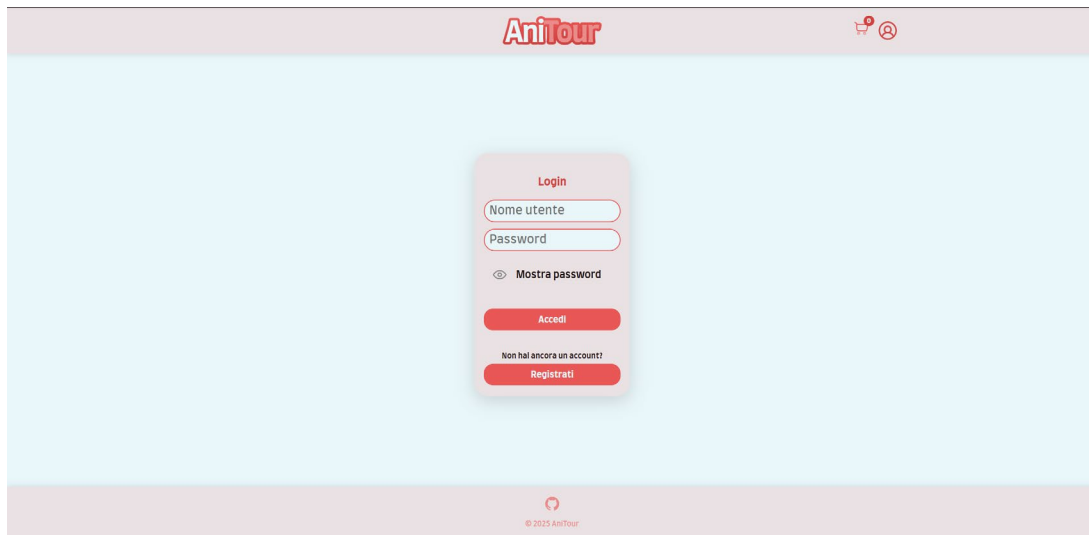 AniTour
0
Login
Nome utente
Password
Mostra password
Accedi
Non hai ancora un account?
Registrati
© 2025 AniTour